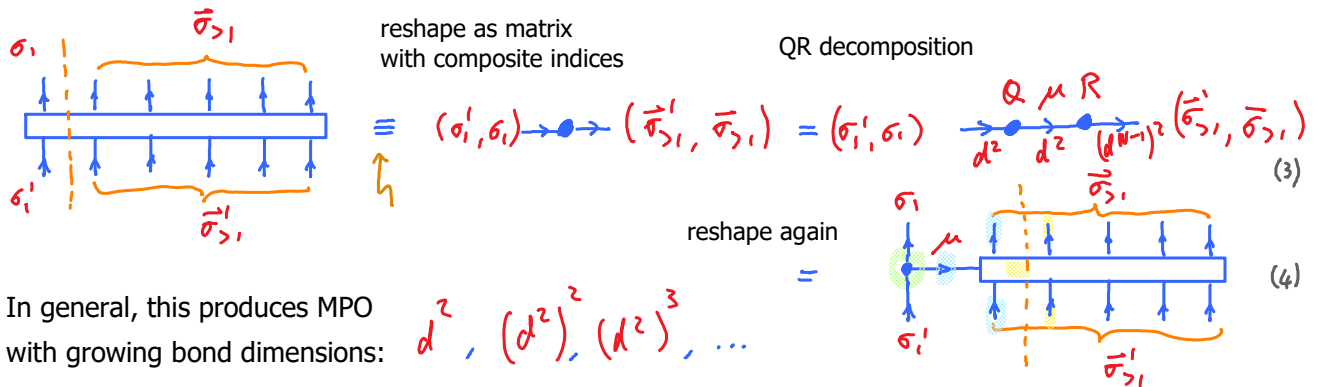 reshape as matrix
with composite indices
QR decomposition
σ₁ σ⃗>₁
≡ (σ₁', σ₁) (σ⃗'>₁, σ⃗>₁) = (σ₁', σ₁) Q μ R (σ⃗'>₁, σ⃗>₁)
d² d² (d^{N-1})²
(3)
σ₁' σ⃗'>₁
reshape again
= σ₁ μ σ⃗>₁
(4)
σ₁' σ⃗'>₁
In general, this produces MPO
with growing bond dimensions: d², (d²)², (d²)³, ...